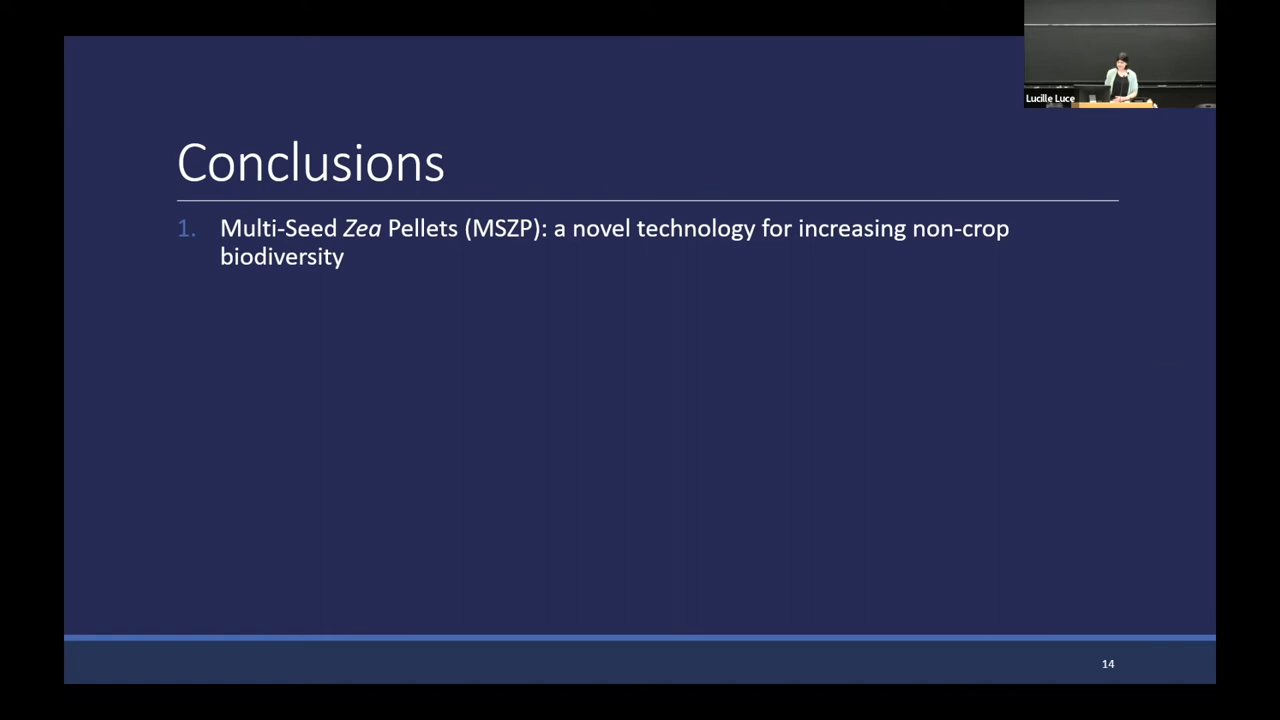 Lucille Luce
Conclusions
1. Multi-Seed Zea Pellets (MSZP): a novel technology for increasing non-crop
biodiversity
14